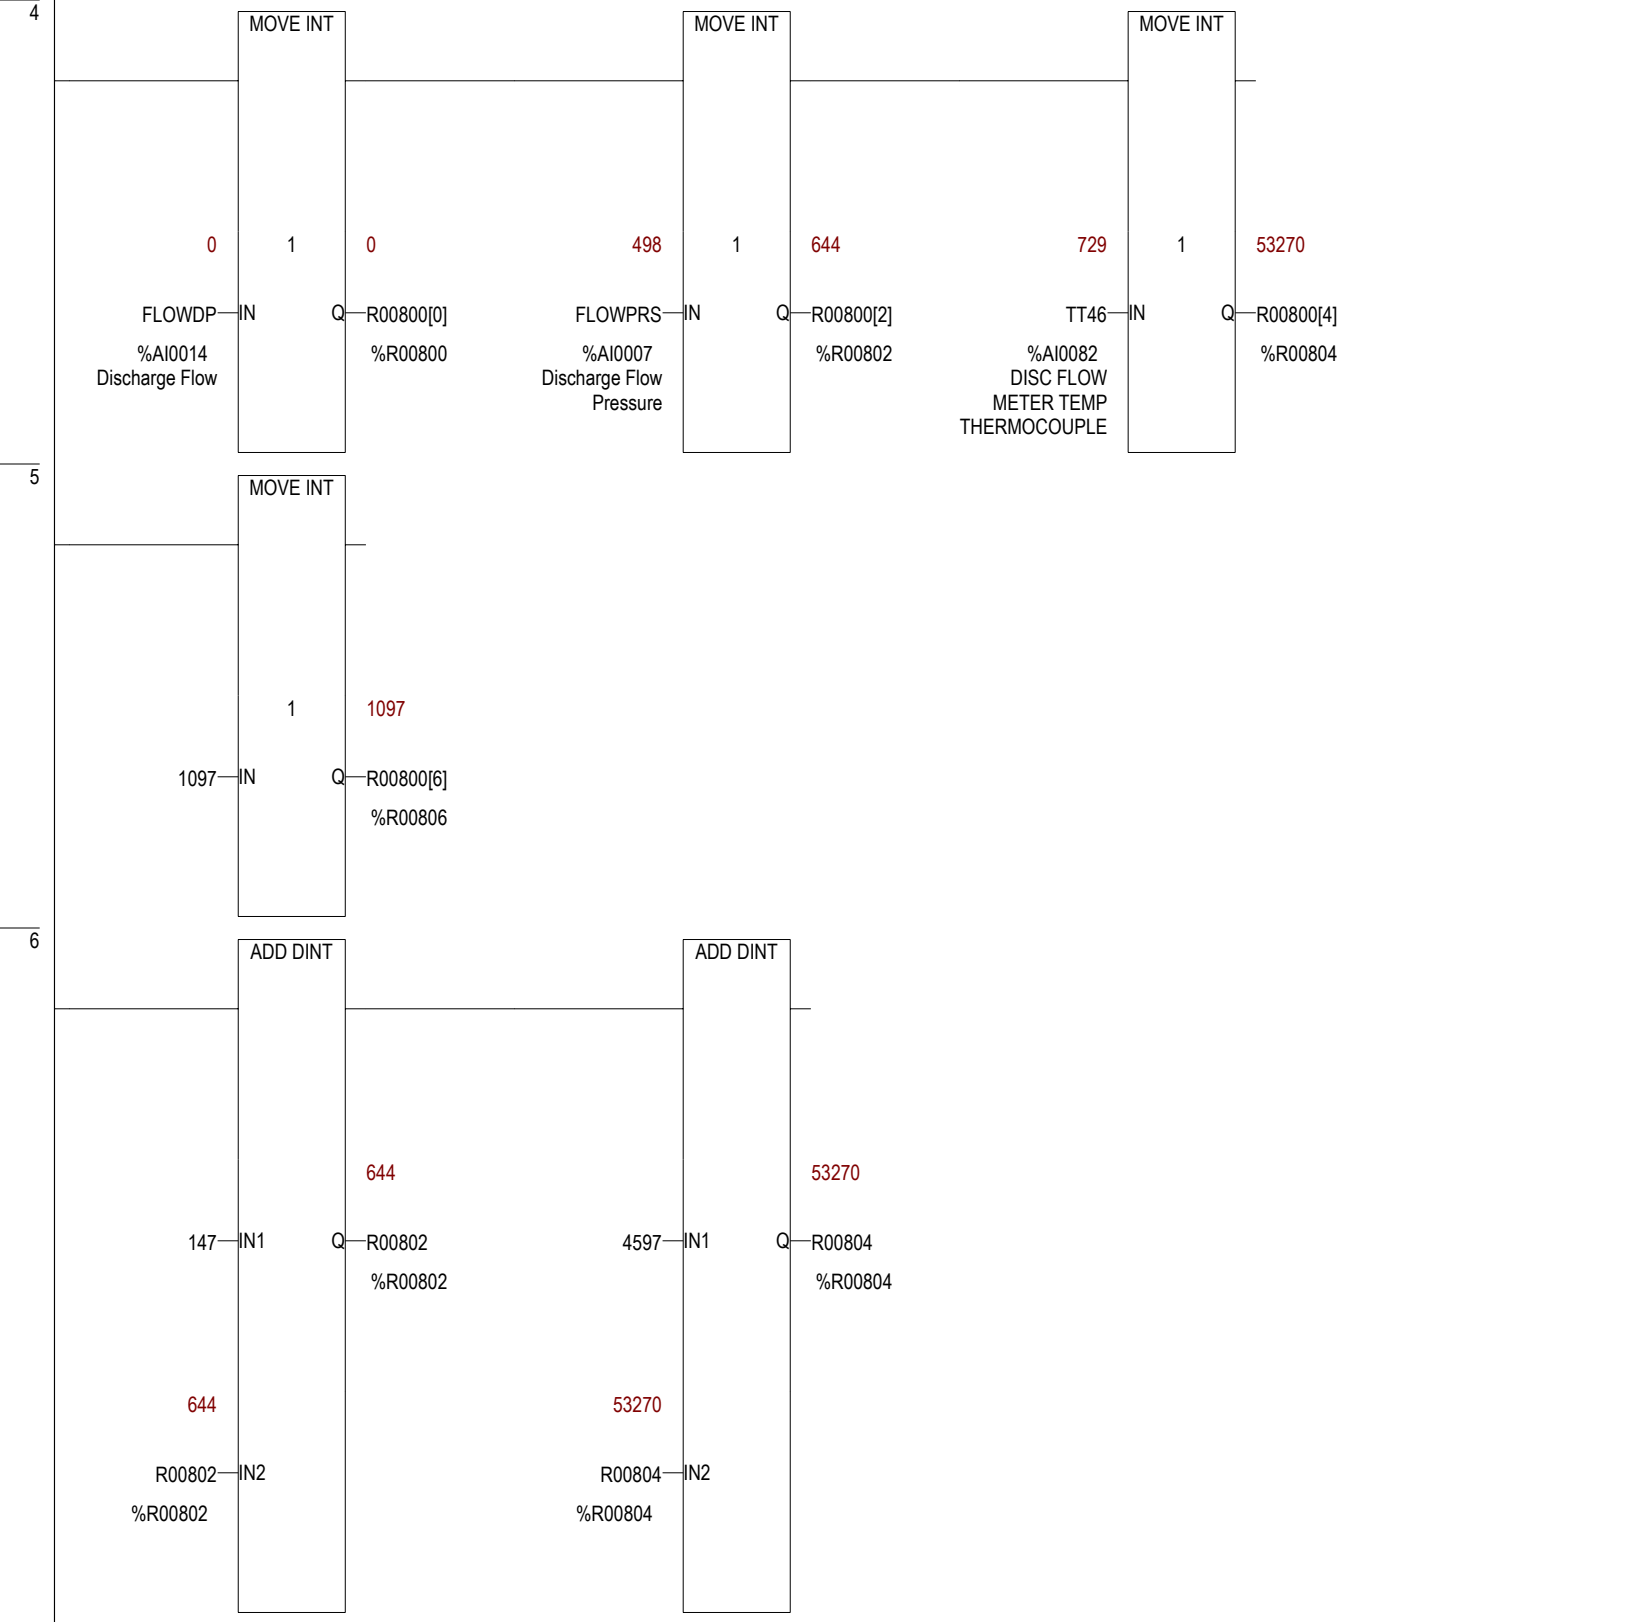 4
MOVE INT
MOVE INT
MOVE INT
0 1 0
498 1 644
729 1 53270
FLOWDP IN Q R00800[0]
FLOWPRS IN Q R00800[2]
TT46 IN Q R00800[4]
%AI0014 %R00800
%AI0007 %R00802
%AI0082 %R00804
Discharge Flow
Discharge Flow
Pressure
DISC FLOW
METER TEMP
THERMOCOUPLE
5
MOVE INT
1 1097
1097 IN Q R00800[6]
%R00806
6
ADD DINT
ADD DINT
644
53270
147 IN1 Q R00802
4597 IN1 Q R00804
%R00802
%R00804
644
53270
R00802 IN2
R00804 IN2
%R00802
%R00804